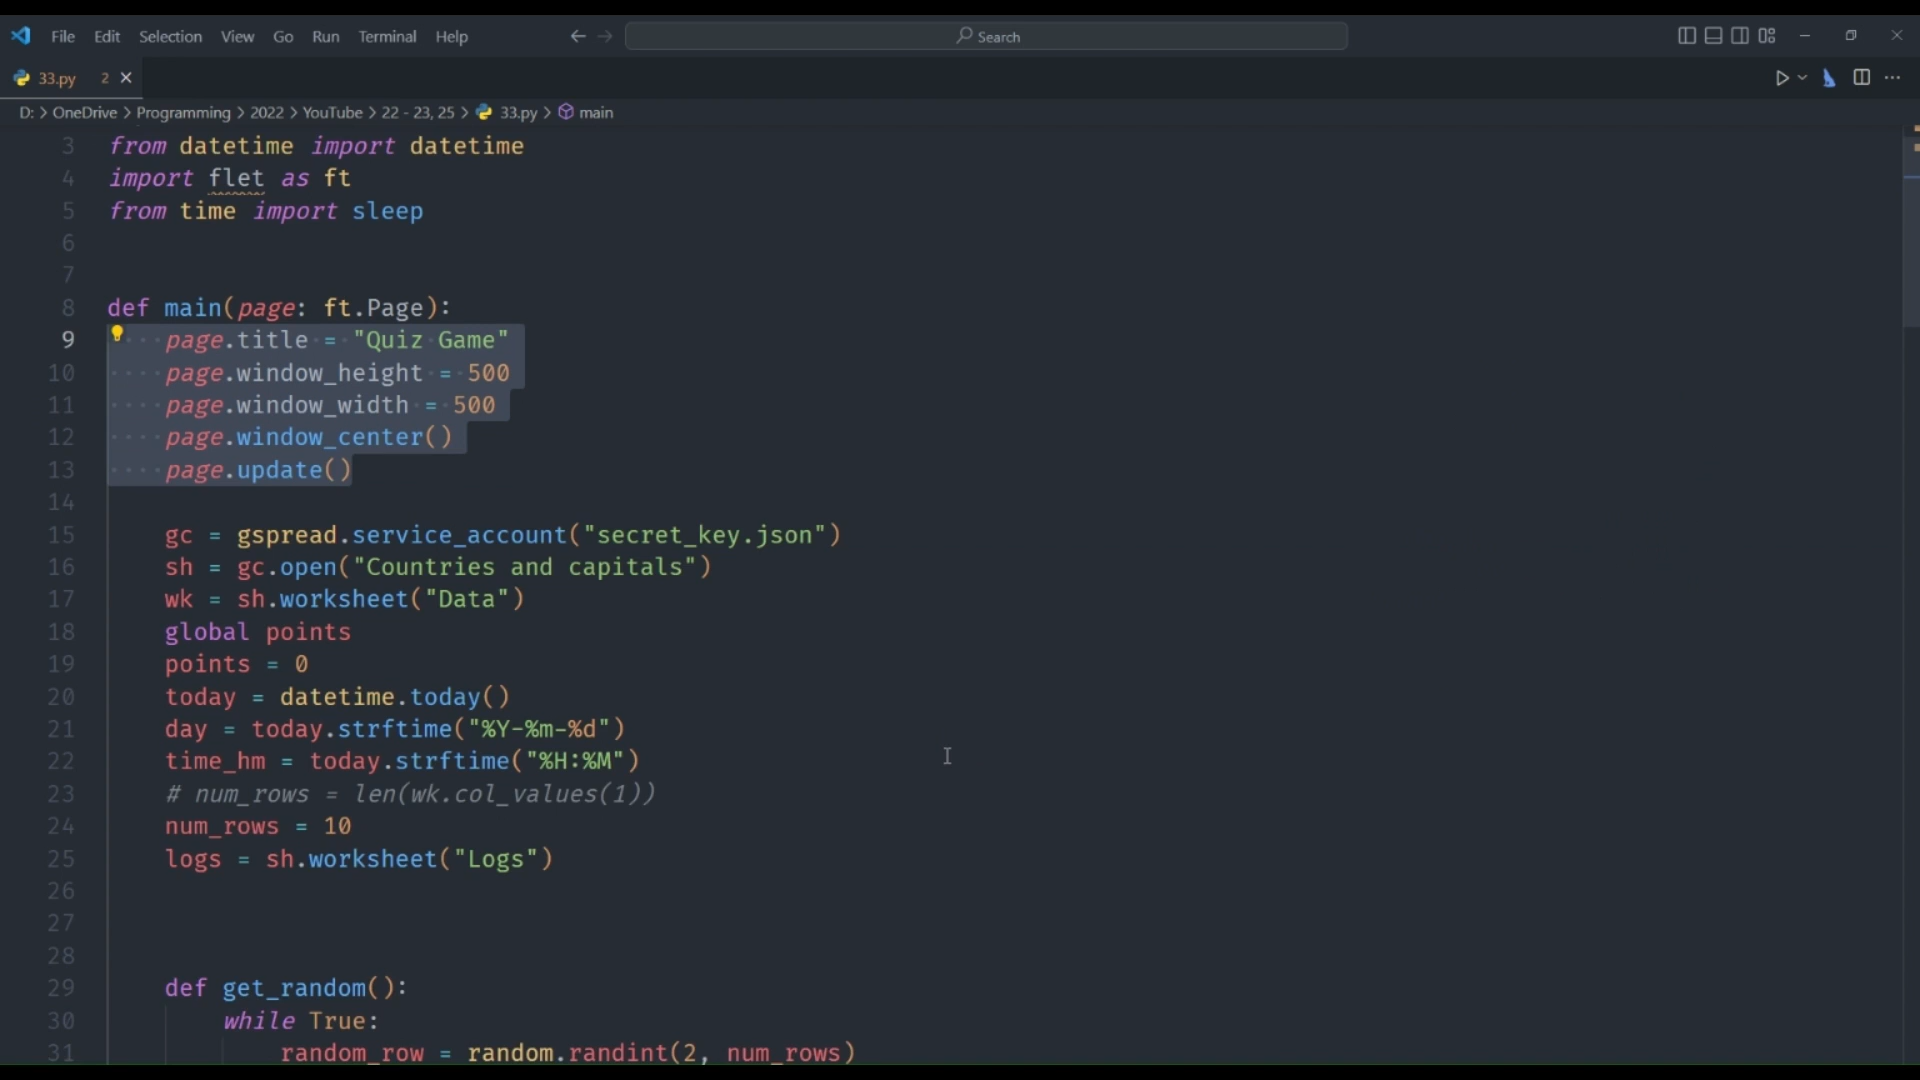 File Edit Selection View Go Run Terminal Help Search
33.py 2
D: > OneDrive > Programming > 2022 > YouTube > 22 - 23, 25 > 33.py > main
3 from datetime import datetime
4 import flet as ft
5 from time import sleep
6
7
8 def main(page: ft.Page):
9 page.title = "Quiz Game"
10 page.window_height = 500
11 page.window_width = 500
12 page.window_center()
13 page.update()
14
15 gc = gspread.service_account("secret_key.json")
16 sh = gc.open("Countries and capitals")
17 wk = sh.worksheet("Data")
18 global points
19 points = 0
20 today = datetime.today()
21 day = today.strftime("%Y-%m-%d")
22 time_hm = today.strftime("%H:%M")
23 # num_rows = len(wk.col_values(1))
24 num_rows = 10
25 logs = sh.worksheet("Logs")
26
27
28
29 def get_random():
30 while True:
31 random_row = random.randint(2, num_rows)